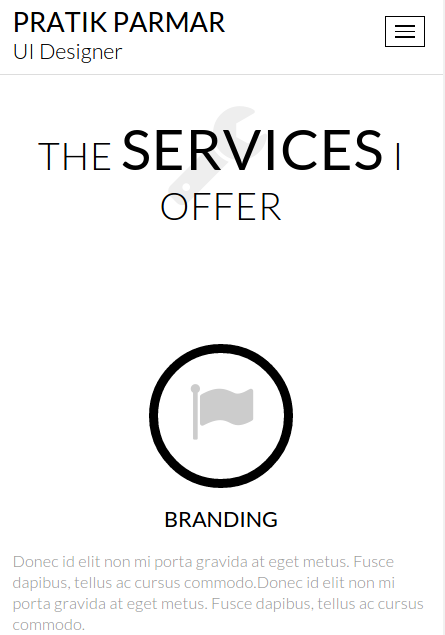 PRATIK PARMAR
UI Designer
THE SERVICES I
OFFER
BRANDING
Donec id elit non mi porta gravida at eget metus. Fusce
dapibus, tellus ac cursus commodo.Donec id elit non mi
porta gravida at eget metus. Fusce dapibus, tellus ac cursus
commodo.